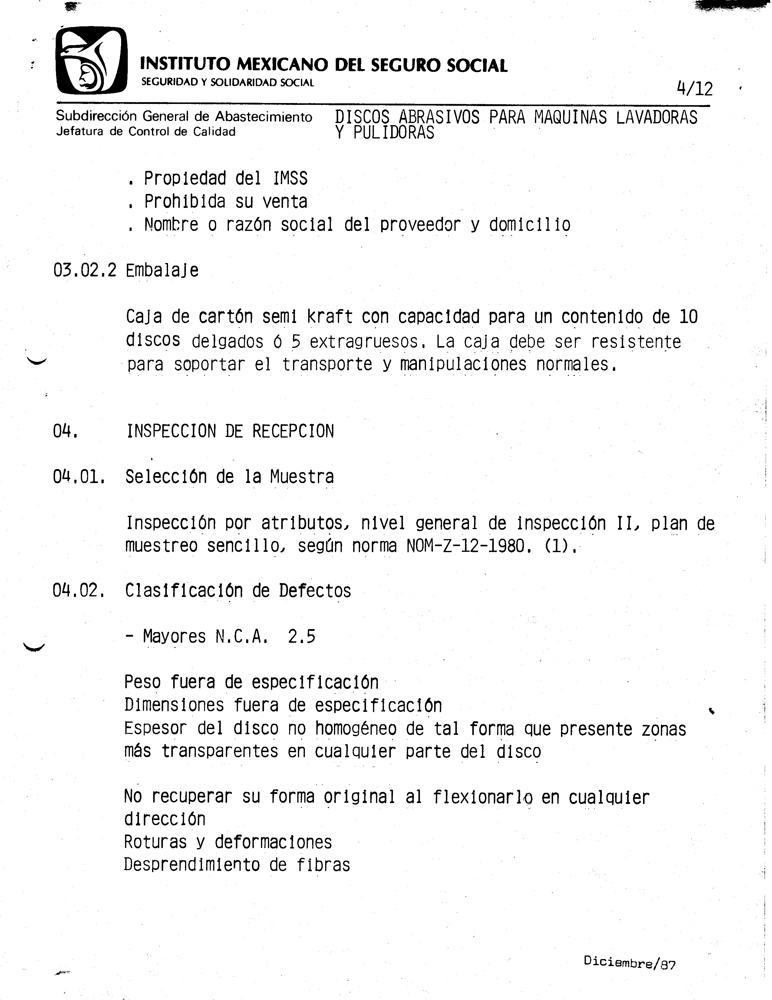 INSTITUTO MEXICANO DEL SEGURO SOCIAL
SEGURIDAD Y SOLIDARIDAD SOCIAL
4/12
Subdirección General de Abastecimiento
Jefatura de Control de Calidad
DISCOS ABRASIVOS PARA MAQUINAS LAVADORAS
Y PULIDORAS
. Propiedad del IMSS
. Prohibida su venta
. Nombre o razón social del proveedor y domicilio
03.02.2 Embalaje
Caja de cartón semi kraft con capacidad para un contenido de 10
discos delgados ó 5 extragruesos. La caja debe ser resistente
para soportar el transporte y manipulaciones normales.
04. INSPECCION DE RECEPCION
04.01. Selección de la Muestra
Inspección por atributos, nivel general de inspección II, plan de
muestreo sencillo, según norma NOM-Z-12-1980. (1).
04.02. Clasificación de Defectos
- Mayores N.C.A. 2.5
Peso fuera de especificación
Dimensiones fuera de especificación
Espesor del disco no homogéneo de tal forma que presente zonas
más transparentes en cualquier parte del disco
No recuperar su forma original al flexionarlo en cualquier
dirección
Roturas y deformaciones
Desprendimiento de fibras
Diciembre/87